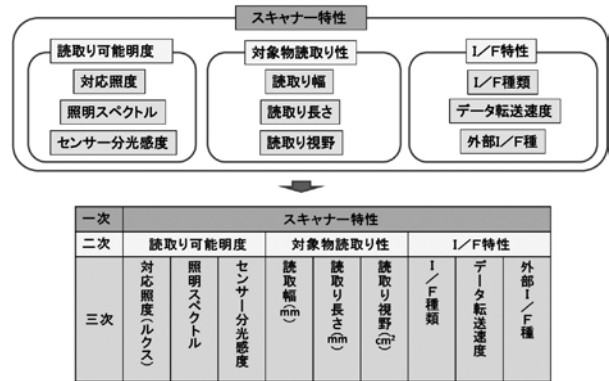 スキャナー特性
読取り可能明度 対象物読取り性 I/F特性
対応照度 読取り幅 I/F種類
照明スペクトル 読取り長さ データ転送速度
センサー分光感度 読取り視野 外部I/F種
一次 スキャナー特性
二次 読取り可能明度 対象物読取り性 I/F特性
三次 対応照度(ルクス) 照明スペクトル センサー分光感度 読取幅(mm) 読取り長さ(mm) 読取り視野(cm²) I/F種類 データ転送速度 外部I/F種